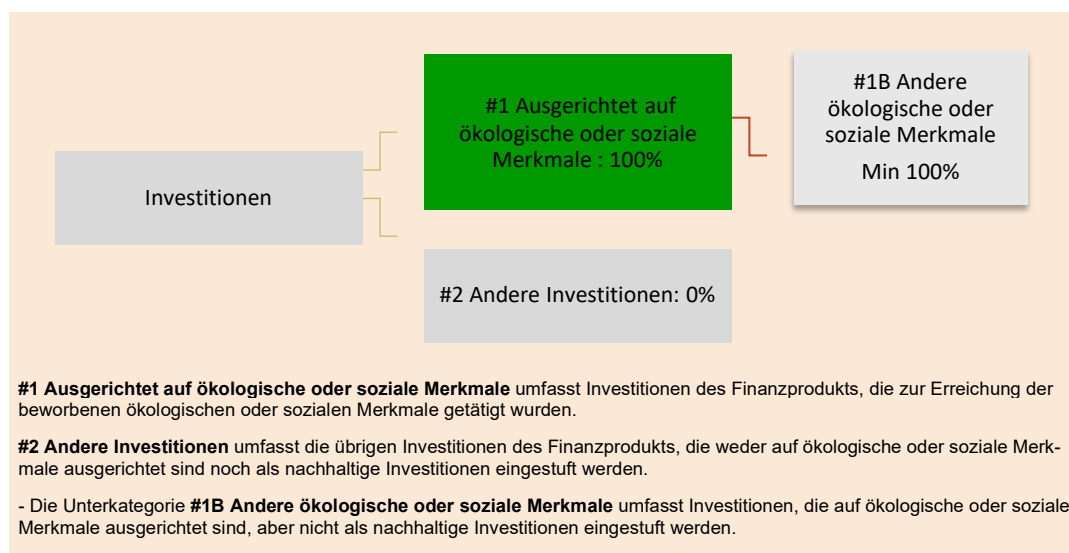 #1 Ausgerichtet auf
ökologische oder soziale
Merkmale : 100%
#1B Andere
ökologische oder
soziale Merkmale
Min 100%
Investitionen
#2 Andere Investitionen: 0%
#1 Ausgerichtet auf ökologische oder soziale Merkmale umfasst Investitionen des Finanzprodukts, die zur Erreichung der
beworbenen ökologischen oder sozialen Merkmale getätigt wurden.
#2 Andere Investitionen umfasst die übrigen Investitionen des Finanzprodukts, die weder auf ökologische oder soziale Merk-
male ausgerichtet sind noch als nachhaltige Investitionen eingestuft werden.
- Die Unterkategorie #1B Andere ökologische oder soziale Merkmale umfasst Investitionen, die auf ökologische oder soziale
Merkmale ausgerichtet sind, aber nicht als nachhaltige Investitionen eingestuft werden.